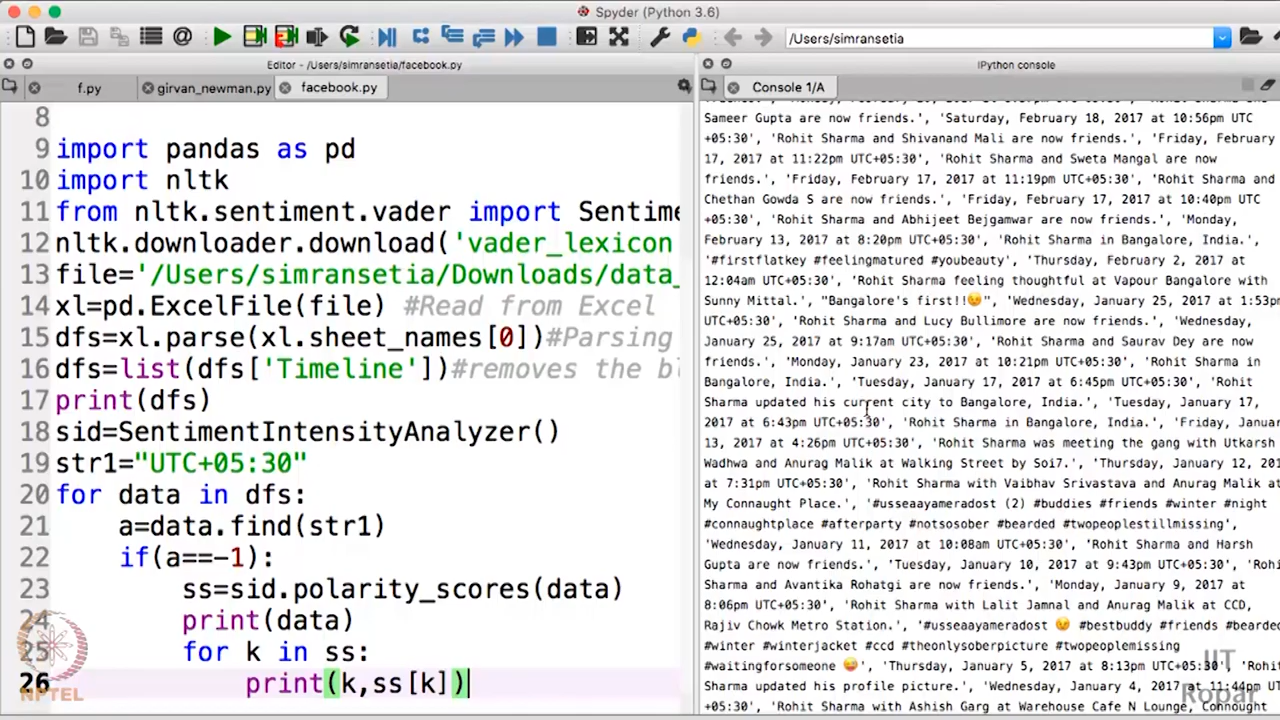 Spyder (Python 3.6)
/Users/simransetia
Editor - /Users/simransetia/facebook.py
f.py
girvan_newman.py
facebook.py
8
9 import pandas as pd
10 import nltk
11 from nltk.sentiment.vader import Sentime
12 nltk.downloader.download('vader_lexicon
13 file='/Users/simransetia/Downloads/data_
14 xl=pd.ExcelFile(file) #Read from Excel
15 dfs=xl.parse(xl.sheet_names[0])#Parsing
16 dfs=list(dfs['Timeline'])#removes the bl
17 print(dfs)
18 sid=SentimentIntensityAnalyzer()
19 str1="UTC+05:30"
20 for data in dfs:
21 a=data.find(str1)
22 if(a==-1):
23 ss=sid.polarity_scores(data)
24 print(data)
25 for k in ss:
26 print(k,ss[k])
NPTEL
IPython console
Console 1/A
Sameer Gupta are now friends.', 'Saturday, February 18, 2017 at 10:56pm UTC
+05:30', 'Rohit Sharma and Shivanand Mali are now friends.', 'Friday, February
17, 2017 at 11:22pm UTC+05:30', 'Rohit Sharma and Sweta Mangal are now
friends.', 'Friday, February 17, 2017 at 11:19pm UTC+05:30', 'Rohit Sharma and
Chethan Gowda S are now friends.', 'Friday, February 17, 2017 at 10:40pm UTC
+05:30', 'Rohit Sharma and Abhijeet Bejgamwar are now friends.', 'Monday,
February 13, 2017 at 8:20pm UTC+05:30', 'Rohit Sharma in Bangalore, India.',
'#firstflatkey #feelingmatured #youbeauty', 'Thursday, February 2, 2017 at
12:04am UTC+05:30', 'Rohit Sharma feeling thoughtful at Vapour Bangalore with
Sunny Mittal.', "Bangalore's first!!😣", 'Wednesday, January 25, 2017 at 1:53p
UTC+05:30', 'Rohit Sharma and Lucy Bullimore are now friends.', 'Wednesday,
January 25, 2017 at 9:17am UTC+05:30', 'Rohit Sharma and Saurav Dey are now
friends.', 'Monday, January 23, 2017 at 10:21pm UTC+05:30', 'Rohit Sharma in
Bangalore, India.', 'Tuesday, January 17, 2017 at 6:45pm UTC+05:30', 'Rohit
Sharma updated his current city to Bangalore, India.', 'Tuesday, January 17,
2017 at 6:43pm UTC+05:30', 'Rohit Sharma in Bangalore, India.', 'Friday, Januar
13, 2017 at 4:26pm UTC+05:30', 'Rohit Sharma was meeting the gang with Utkarsh
Wadhwa and Anurag Malik at Walking Street by Soi7.', 'Thursday, January 12, 201
at 7:31pm UTC+05:30', 'Rohit Sharma with Vaibhav Srivastava and Anurag Malik at
My Connaught Place.', '#usseaayameradost (2) #buddies #friends #winter #night
#connaughtplace #afterparty #notsosober #bearded #twopeoplestillmissing',
'Wednesday, January 11, 2017 at 10:08am UTC+05:30', 'Rohit Sharma and Harsh
Gupta are now friends.', 'Tuesday, January 10, 2017 at 9:43pm UTC+05:30', 'Rohi
Sharma and Avantika Rohatgi are now friends.', 'Monday, January 9, 2017 at
8:06pm UTC+05:30', 'Rohit Sharma with Lalit Jamnal and Anurag Malik at CCD,
Rajiv Chowk Metro Station.', '#usseaayameradost 😣 #bestbuddy #friends #bearded
#winter #winterjacket #ccd #theonlysoberpicture #twopeoplemissing
#waitingforsomeone 😜', 'Thursday, January 5, 2017 at 8:13pm UTC+05:30', 'Rohi
Sharma updated his profile picture.', 'Wednesday, January 4, 2017 at 11:44pm
UTC+05:30', 'Rohit Sharma with Ashish Garg at Warehouse Cafe N Lounge, Connaught
IIT
Ropar